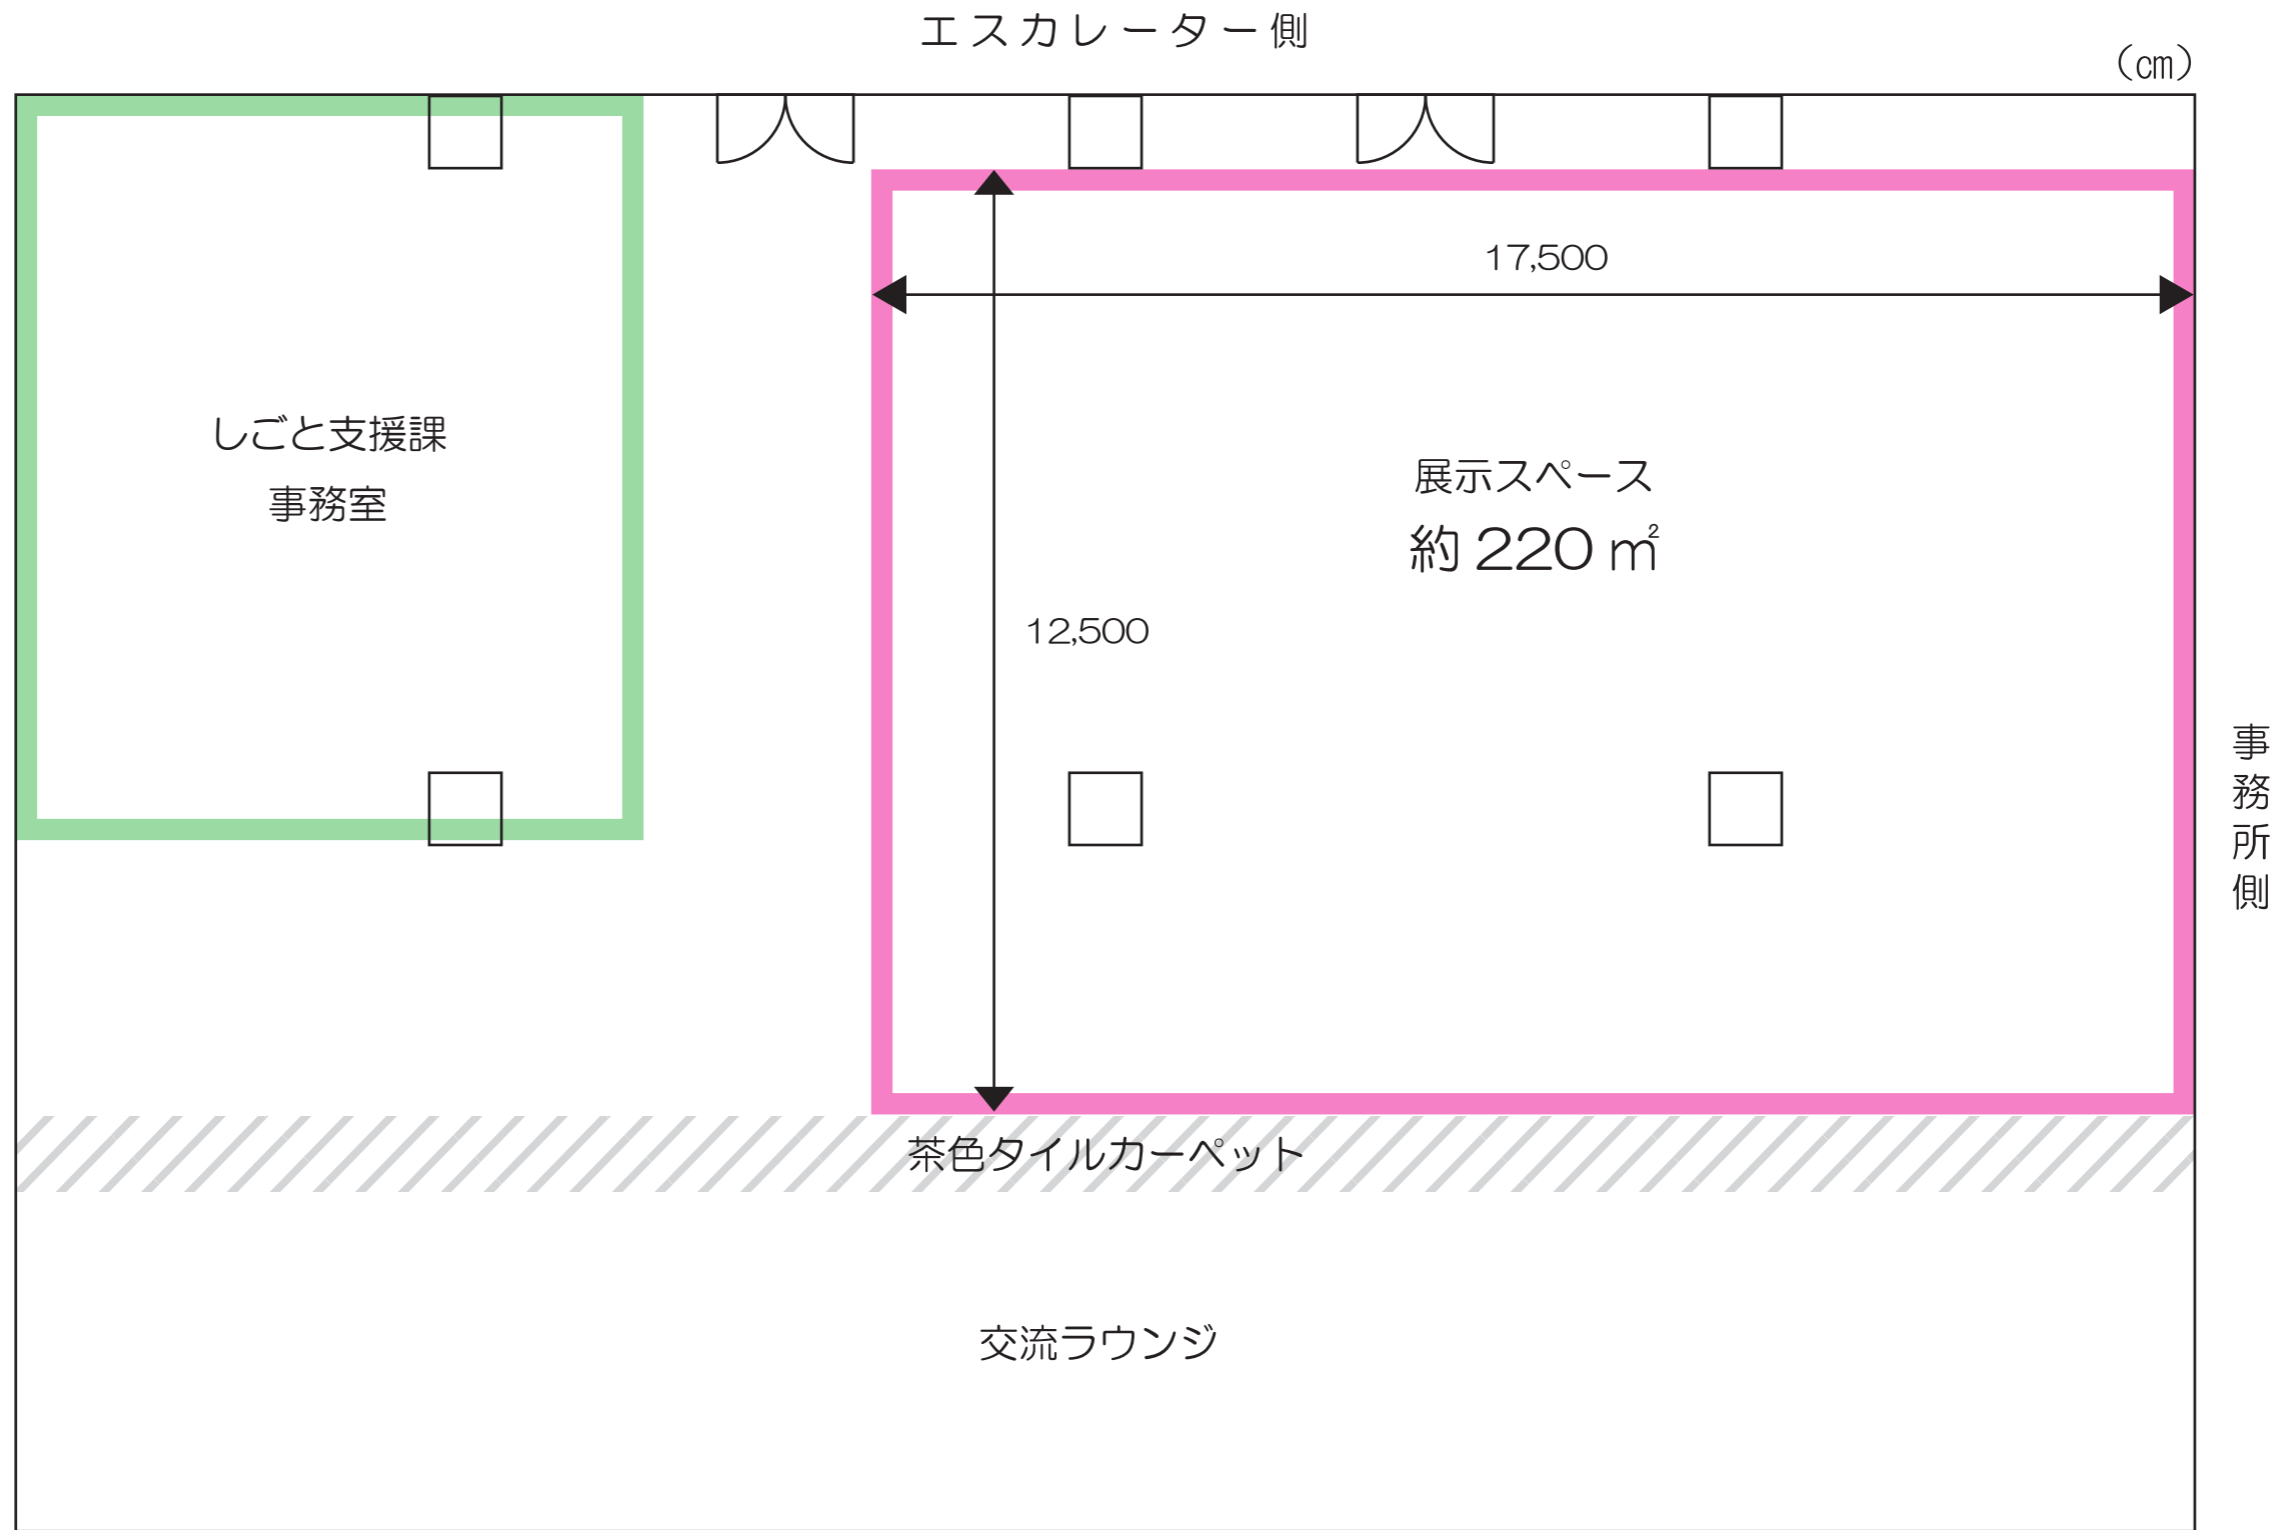 エスカレーター側
（cm）
17,500
しごと支援課
事務室
展示スペース
約 220 ㎡
12,500
事務所側
茶色タイルカーペット
交流ラウンジ